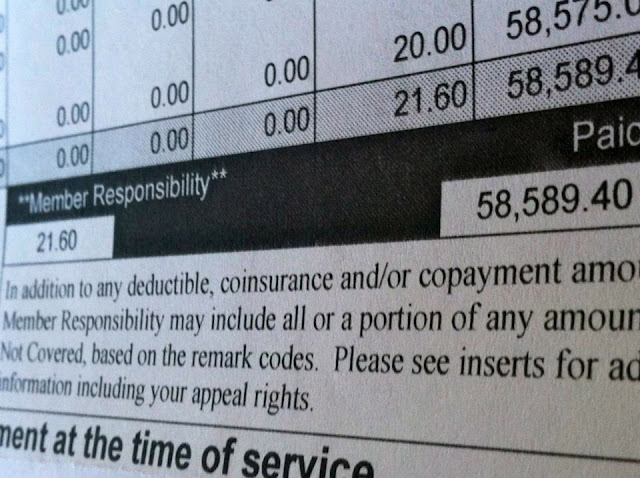 0.00 0.00
0.00 0.00 0.00 20.00 58,575.0
0.00 0.00 0.00 21.60 58,589.4
**Member Responsibility** Paid
21.60 58,589.40
In addition to any deductible, coinsurance and/or copayment amo
Member Responsibility may include all or a portion of any amoun
Not Covered, based on the remark codes. Please see inserts for ad
information including your appeal rights.
ment at the time of service